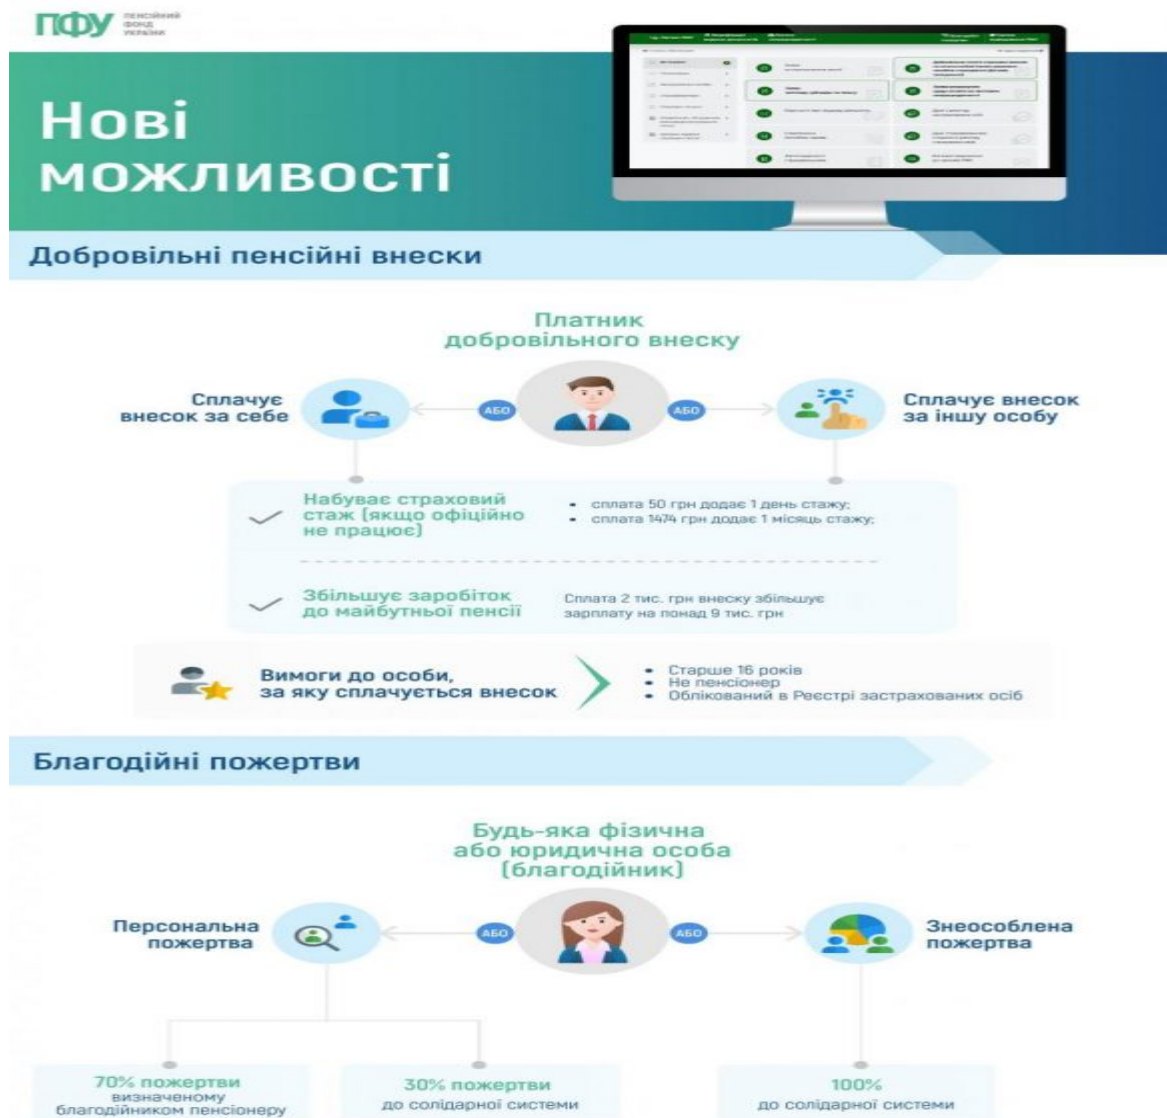 ПФУ
ПЕНСІЙНИЙ
ФОНД
УКРАЇНИ
Нові
можливості
Добровільні пенсійні внески
Платник
добровільного внеску
Сплачує
внесок за себе
АБО
АБО
Сплачує внесок
за іншу особу
Набуває страховий
стаж (якщо офіційно
не працює)
• сплата 50 грн додає 1 день стажу;
• сплата 1474 грн додає 1 місяць стажу;
Збільшує заробіток
до майбутньої пенсії
Сплата 2 тис. грн внеску збільшує
зарплату на понад 9 тис. грн
Вимоги до особи,
за яку сплачується внесок
• Старше 16 років
• Не пенсіонер
• Облікований в Реєстрі застрахованих осіб
Благодійні пожертви
Будь-яка фізична
або юридична особа
(благодійник)
Персональна
пожертва
АБО
АБО
Знеособлена
пожертва
70% пожертви
визначеному
благодійником пенсіонеру
30% пожертви
до солідарної системи
100%
до солідарної системи